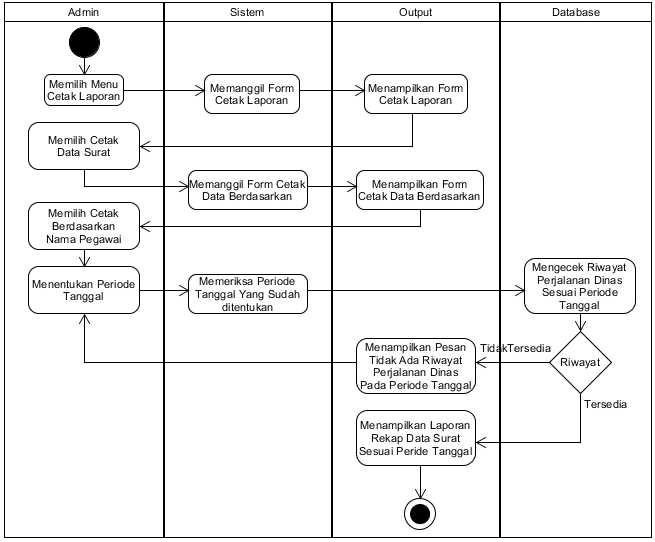 Admin
Sistem
Output
Database
Memilih Menu
Cetak Laporan
Memanggil Form
Cetak Laporan
Menampilkan Form
Cetak Laporan
Memilih Cetak
Data Surat
Memanggil Form Cetak
Data Berdasarkan
Menampilkan Form
Cetak Data Berdasarkan
Memilih Cetak
Berdasarkan
Nama Pegawai
Menentukan Periode
Tanggal
Memeriksa Periode
Tanggal Yang Sudah
ditentukan
Mengecek Riwayat
Perjalanan Dinas
Sesuai Periode
Tanggal
Riwayat
TidakTersedia
Menampilkan Pesan
Tidak Ada Riwayat
Perjalanan Dinas
Pada Periode Tanggal
Tersedia
Menampilkan Laporan
Rekap Data Surat
Sesuai Peride Tanggal